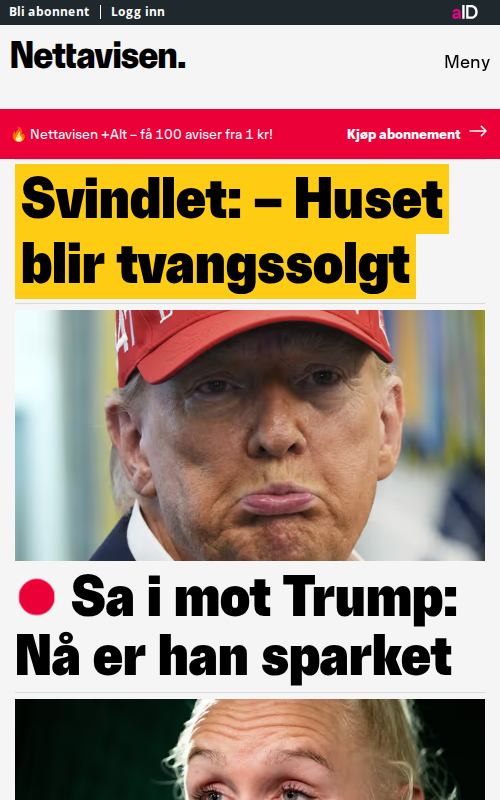 Bli abonnent Logg inn
aID
Nettavisen.
Meny
🔥 Nettavisen +Alt – få 100 aviser fra 1 kr! Kjøp abonnement →
Svindlet: – Huset
blir tvangssolgt
Sa i mot Trump:
Nå er han sparket